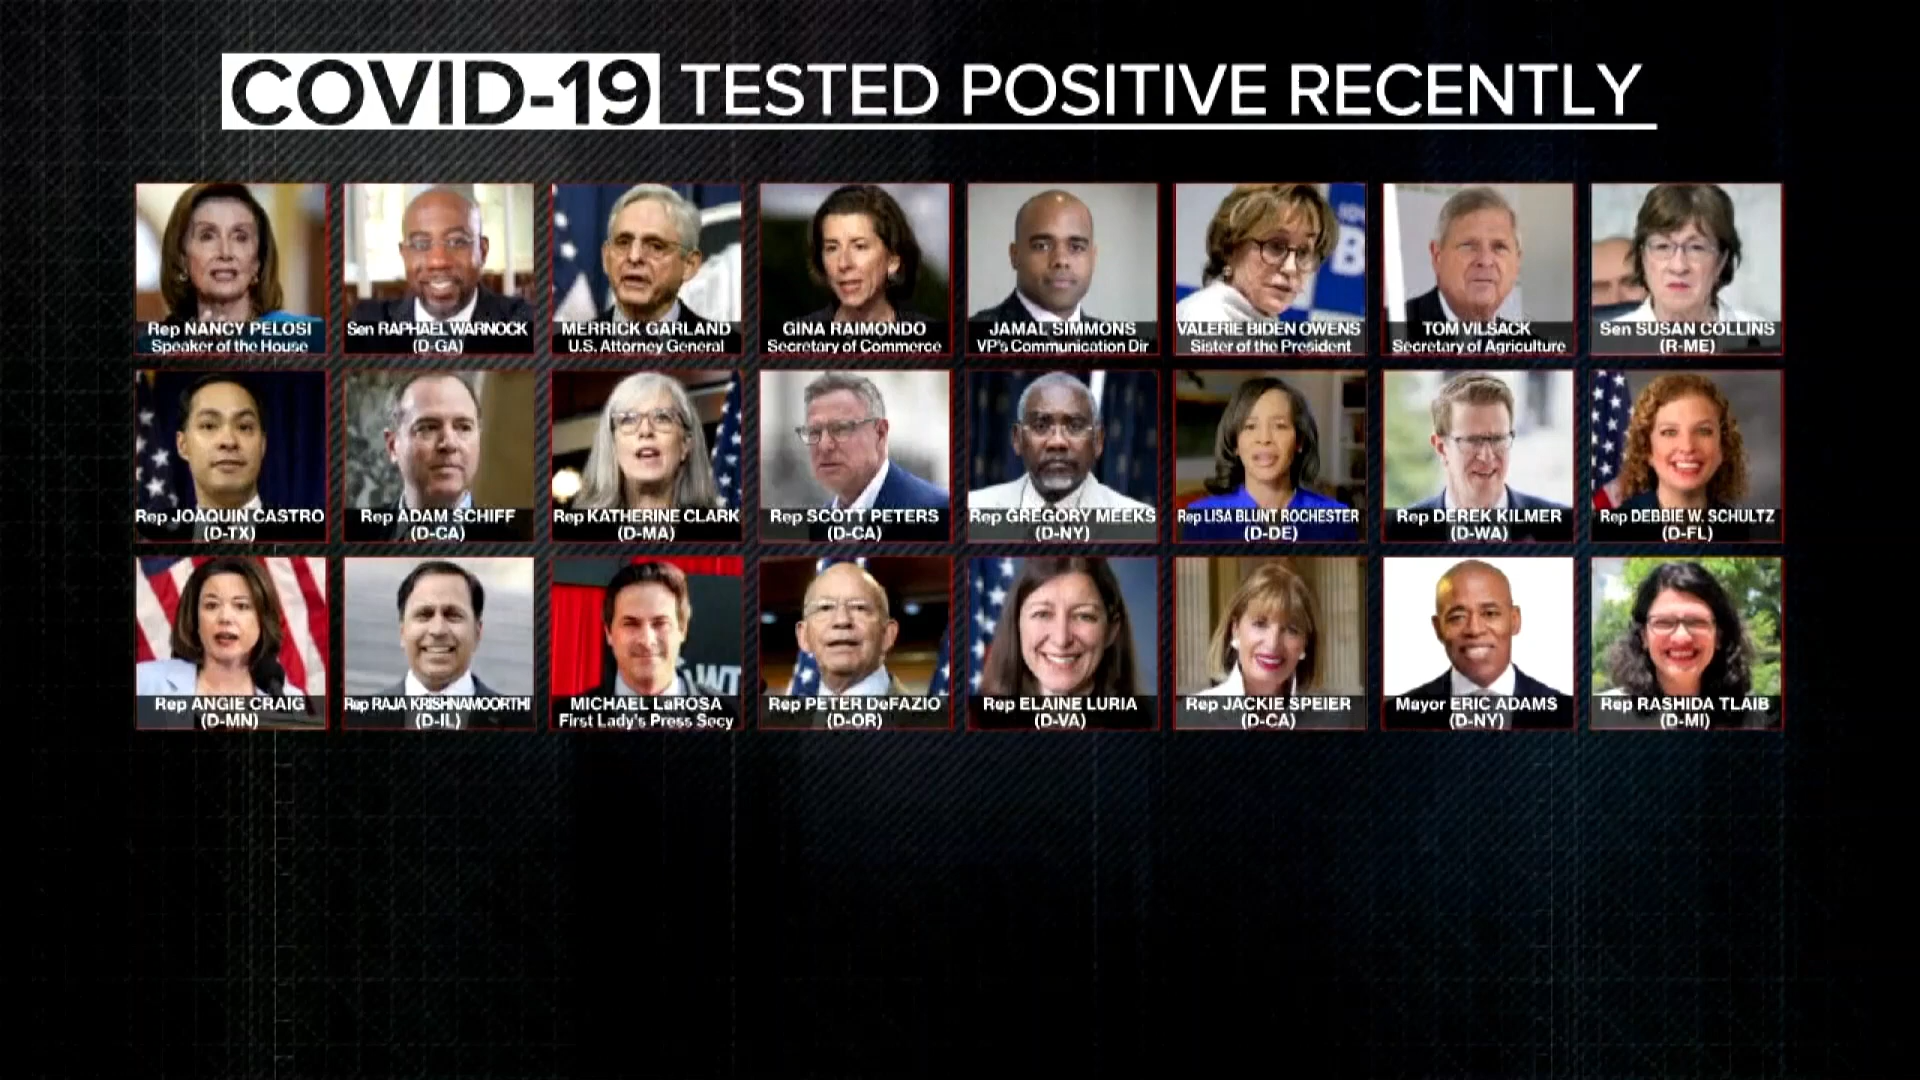 COVID-19 TESTED POSITIVE RECENTLY
Rep NANCY PELOSI
Speaker of the House
Sen RAPHAEL WARNOCK
(D-GA)
MERRICK GARLAND
U.S. Attorney General
GINA RAIMONDO
Secretary of Commerce
JAMAL SIMMONS
VP's Communication Dir
VALERIE BIDEN OWENS
Sister of the President
TOM VILSACK
Secretary of Agriculture
Sen SUSAN COLLINS
(R-ME)
Rep JOAQUIN CASTRO
(D-TX)
Rep ADAM SCHIFF
(D-CA)
Rep KATHERINE CLARK
(D-MA)
Rep SCOTT PETERS
(D-CA)
Rep GREGORY MEEKS
(D-NY)
Rep LISA BLUNT ROCHESTER
(D-DE)
Rep DEREK KILMER
(D-WA)
Rep DEBBIE W. SCHULTZ
(D-FL)
Rep ANGIE CRAIG
(D-MN)
Rep RAJA KRISHNAMOORTHI
(D-IL)
MICHAEL LaROSA
First Lady's Press Secy
Rep PETER DeFAZIO
(D-OR)
Rep ELAINE LURIA
(D-VA)
Rep JACKIE SPEIER
(D-CA)
Mayor ERIC ADAMS
(D-NY)
Rep RASHIDA TLAIB
(D-MI)